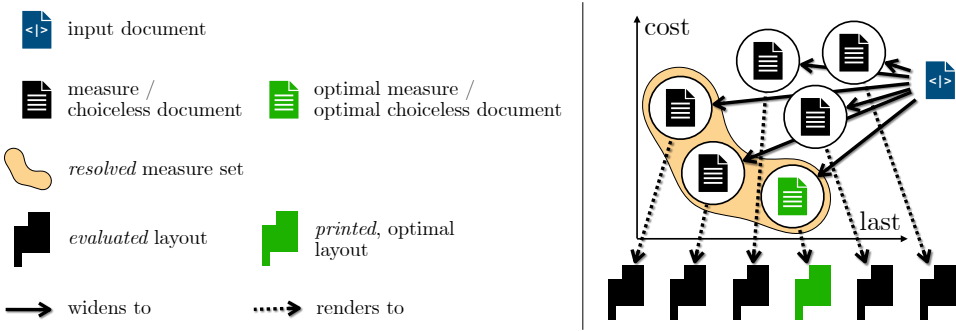 <|>
input document
measure /
choiceless document
optimal measure /
optimal choiceless document
resolved measure set
evaluated layout
printed, optimal
layout
widens to
renders to
cost
<|>
last